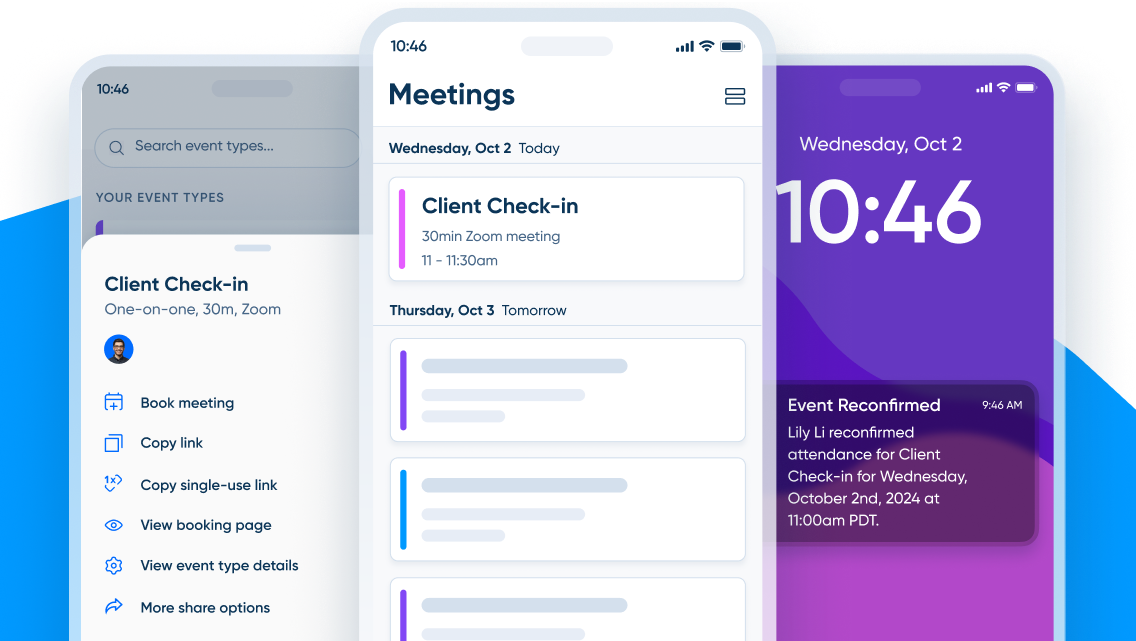 10:46
Search event types...
YOUR EVENT TYPES
Client Check-in
One-on-one, 30m, Zoom
Book meeting
Copy link
1x
Copy single-use link
View booking page
View event type details
More share options
10:46
Meetings
Wednesday, Oct 2 Today
Client Check-in
30min Zoom meeting
11 - 11:30am
Thursday, Oct 3 Tomorrow
Wednesday, Oct 2
10:46
Event Reconfirmed 9:46 AM
Lily Li reconfirmed
attendance for Client
Check-in for Wednesday,
October 2nd, 2024 at
11:00am PDT.